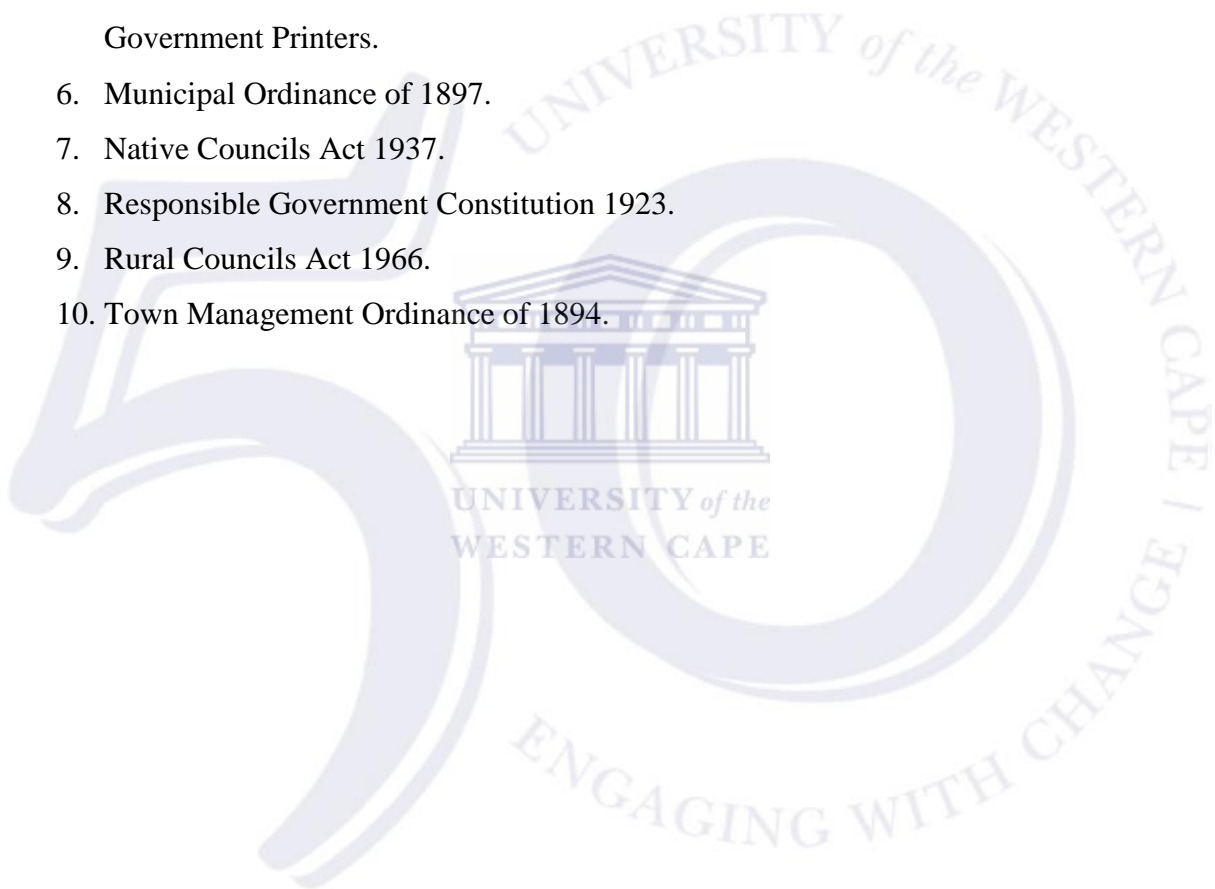 Government Printers.
6. Municipal Ordinance of 1897.
7. Native Councils Act 1937.
8. Responsible Government Constitution 1923.
9. Rural Councils Act 1966.
10. Town Management Ordinance of 1894.
UNIVERSITY of the
WESTERN CAPE
50
UNIVERSITY of the WESTERN CAPE | ENGAGING WITH CHANGE